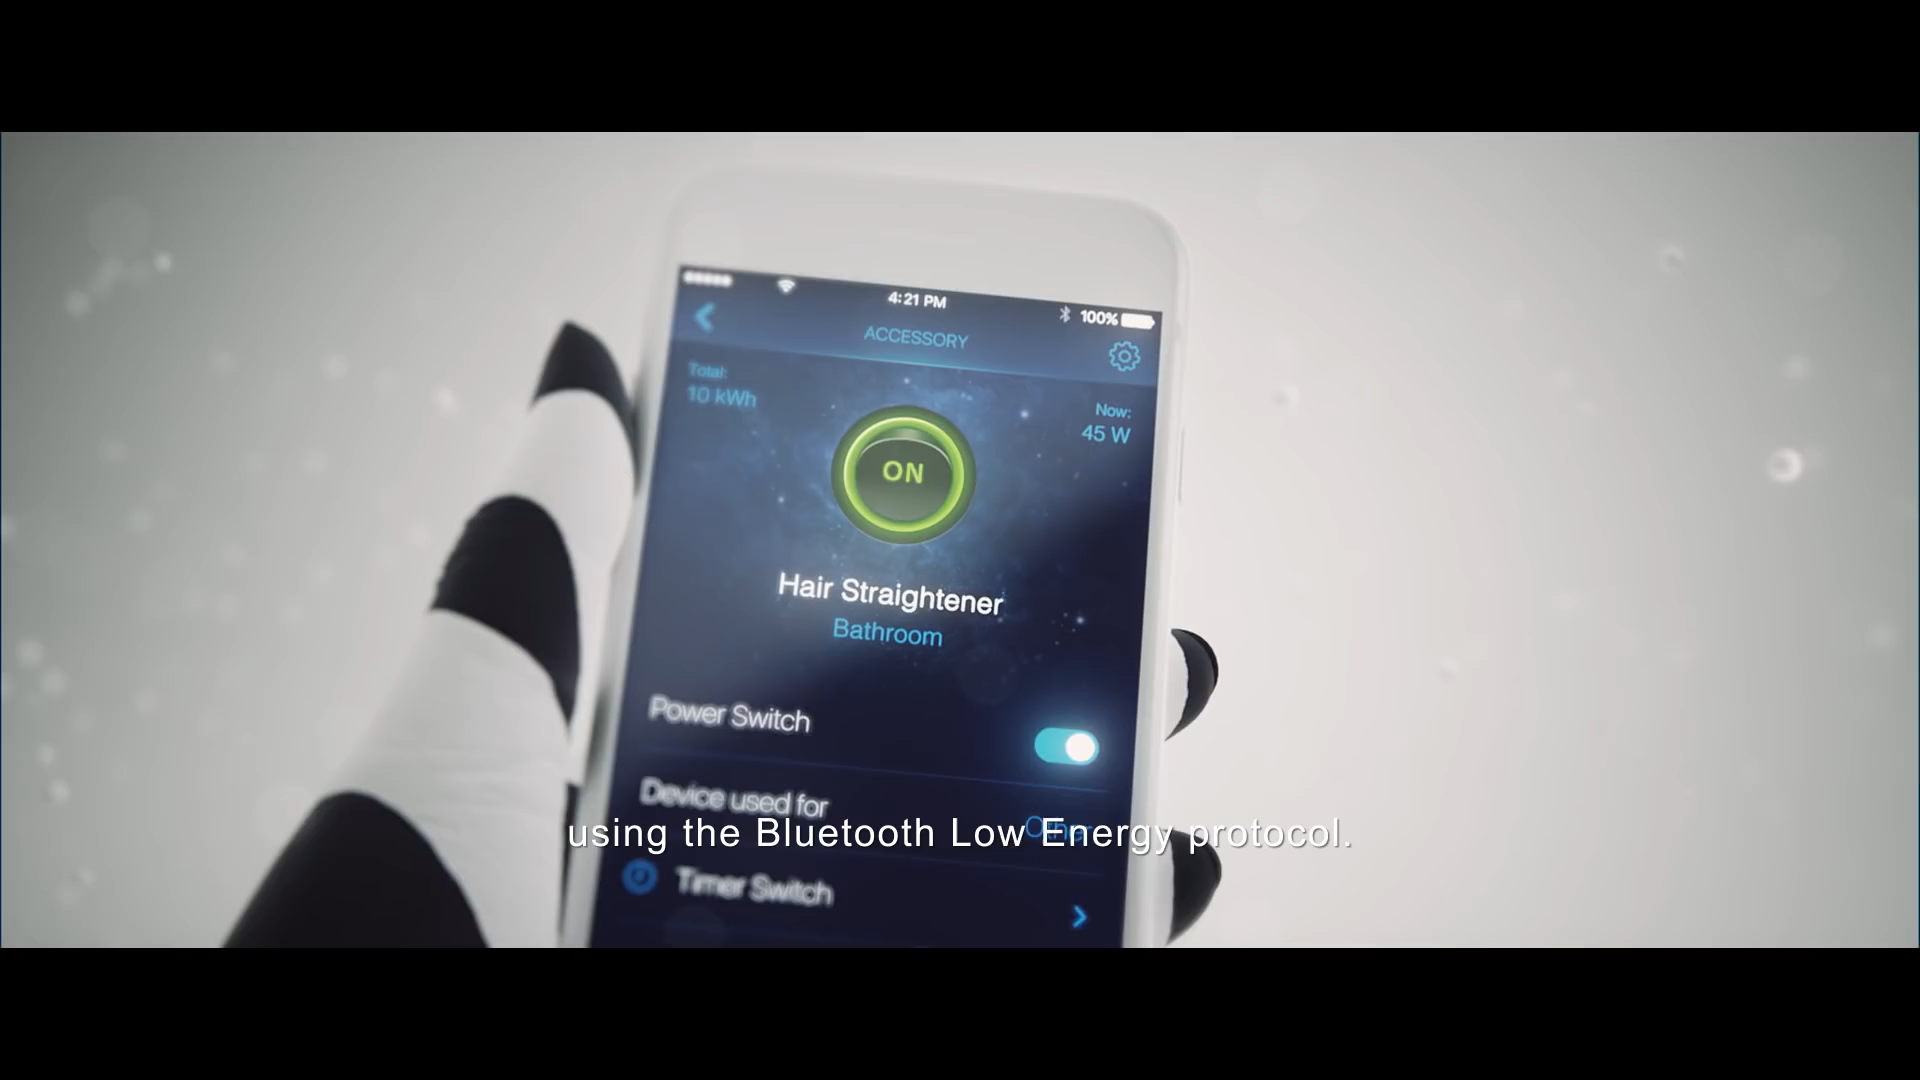 4:21 PM
100%
ACCESSORY
Total:
10 kWh
Now:
45 W
ON
Hair Straightener
Bathroom
Power Switch
Device used for
Other
using the Bluetooth Low Energy protocol.
Timer Switch